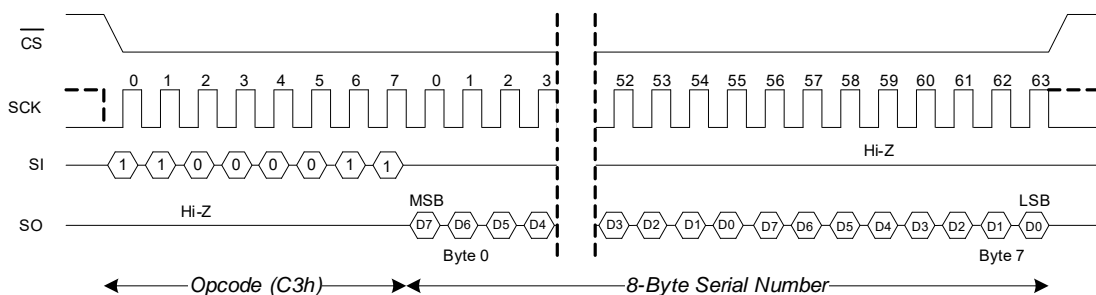 CS
SCK 0 1 2 3 4 5 6 7 0 1 2 3 52 53 54 55 56 57 58 59 60 61 62 63
SI 1 1 0 0 0 0 1 1 Hi-Z
Hi-Z MSB LSB
SO D7 D6 D5 D4 D3 D2 D1 D0 D7 D6 D5 D4 D3 D2 D1 D0
Byte 0 Byte 7
Opcode (C3h) 8-Byte Serial Number